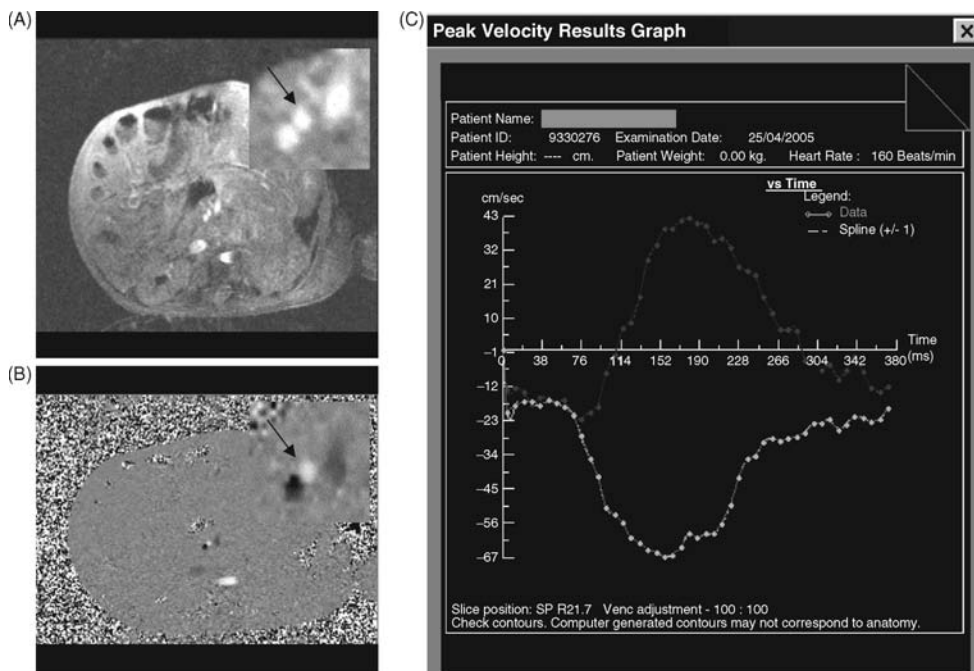 (A)
(B)
(C)
Peak Velocity Results Graph
Patient Name:
Patient ID: 9330276 Examination Date: 25/04/2005
Patient Height: ---- cm. Patient Weight: 0.00 kg. Heart Rate : 160 Beats/min
vs Time
cm/sec
Legend:
Data
Spline (+/- 1)
43
32
21
10
-1
-12
-23
-34
-45
-56
-67
0 38 76 114 152 190 228 266 304 342 380
Time
(ms)
Slice position: SP R21.7 Venc adjustment - 100 : 100
Check contours. Computer generated contours may not correspond to anatomy.